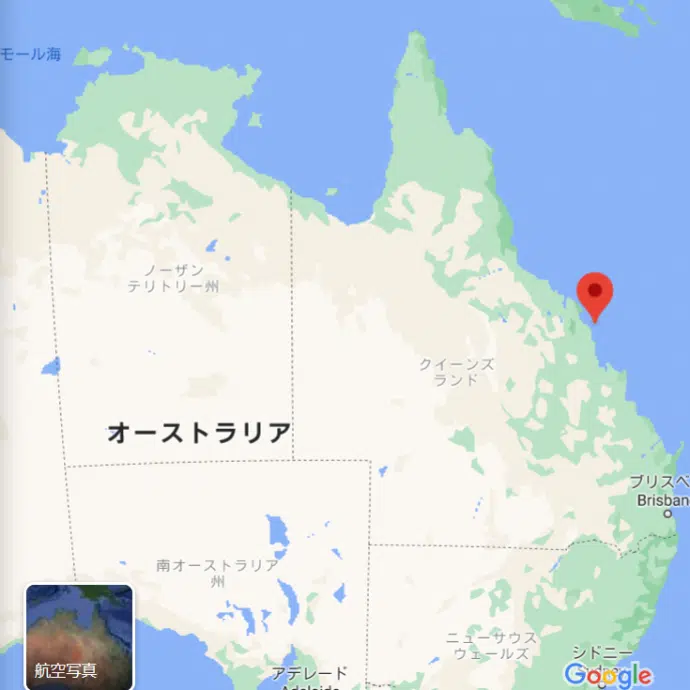 モール海
ノーザン
テリトリー州
クイーンズ
ランド
オーストラリア
ブリスベ
Brisban
南オーストラリア
州
ニューサウス
ウェールズ
シドニー
アデレード
Adelaide
航空写真
Google